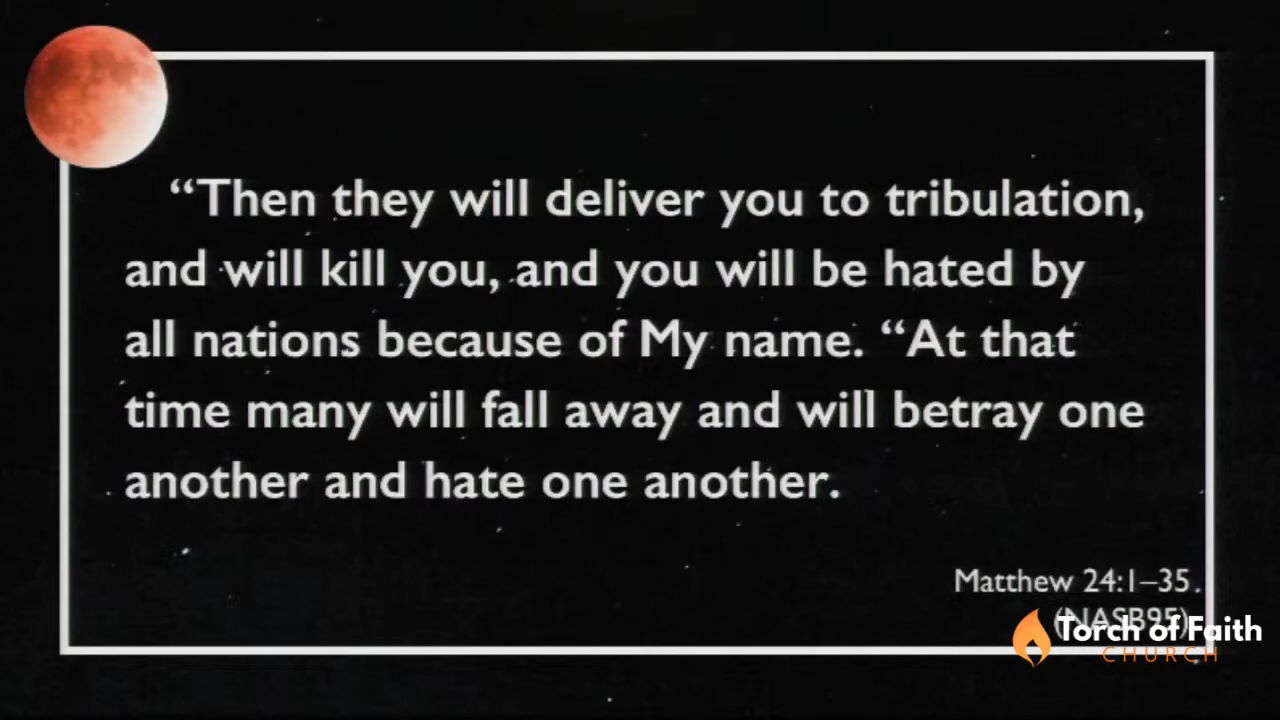 “Then they will deliver you to tribulation,
and will kill you, and you will be hated by
all nations because of My name. “At that
time many will fall away and will betray one
another and hate one another.
Matthew 24:1–35
(NASB95)
Torch of Faith
CHURCH